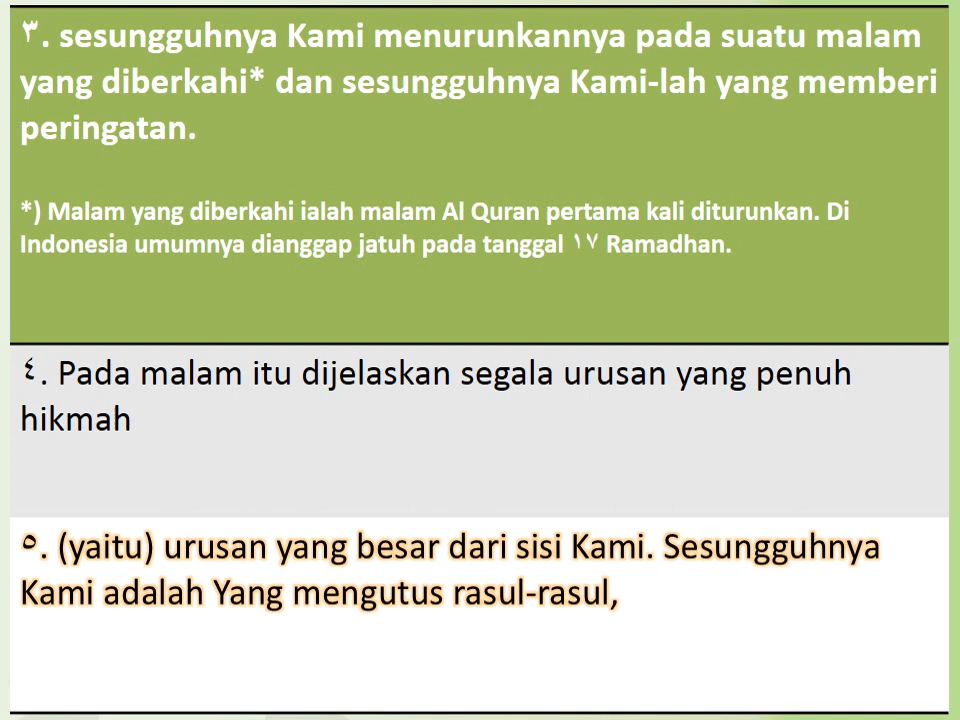 ٣. sesungguhnya Kami menurunkannya pada suatu malam
yang diberkahi* dan sesungguhnya Kami-lah yang memberi
peringatan.
*) Malam yang diberkahi ialah malam Al Quran pertama kali diturunkan. Di
Indonesia umumnya dianggap jatuh pada tanggal ١٧ Ramadhan.
٤. Pada malam itu dijelaskan segala urusan yang penuh
hikmah
٥. (yaitu) urusan yang besar dari sisi Kami. Sesungguhnya
Kami adalah Yang mengutus rasul-rasul,